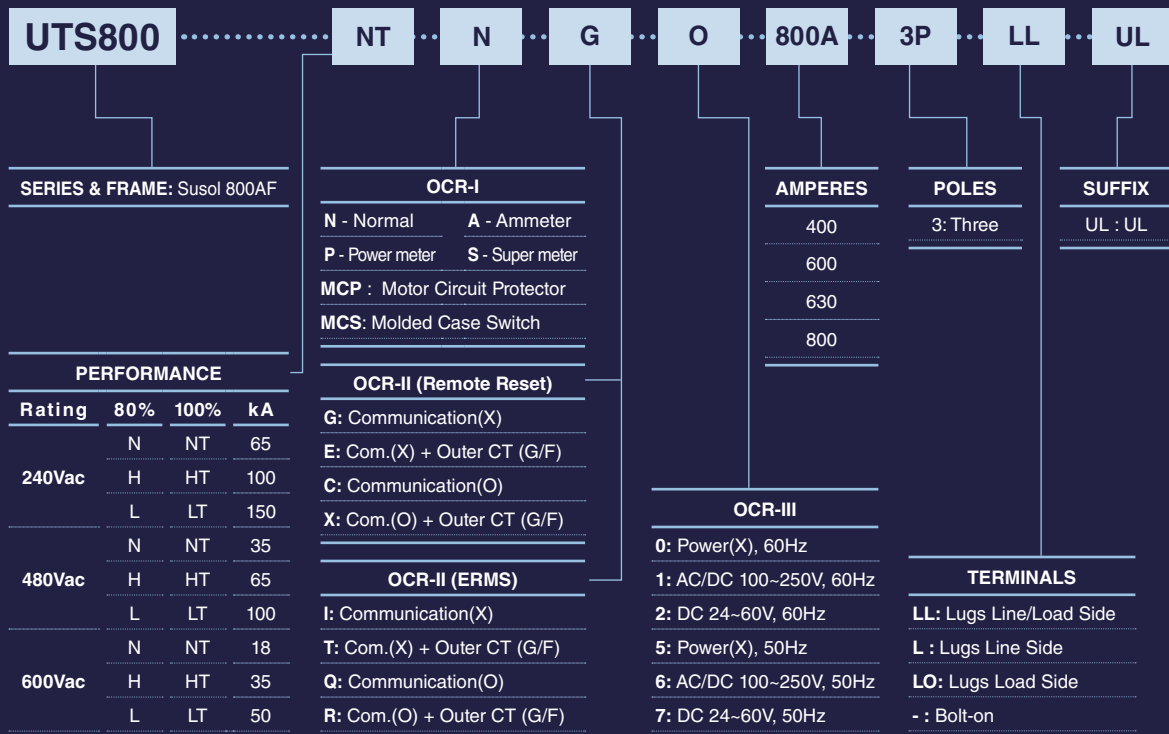 UTS800 NT N G O 800A 3P LL UL
SERIES & FRAME: Susol 800AF
OCR-I
N - Normal A - Ammeter
P - Power meter S - Super meter
MCP : Motor Circuit Protector
MCS: Molded Case Switch
AMPERES
400
600
630
800
POLES
3: Three
SUFFIX
UL : UL
PERFORMANCE
Rating 80% 100% kA
240Vac
N NT 65
H HT 100
L LT 150
480Vac
N NT 35
H HT 65
L LT 100
600Vac
N NT 18
H HT 35
L LT 50
OCR-II (Remote Reset)
G: Communication(X)
E: Com.(X) + Outer CT (G/F)
C: Communication(O)
X: Com.(O) + Outer CT (G/F)
OCR-II (ERMS)
I: Communication(X)
T: Com.(X) + Outer CT (G/F)
Q: Communication(O)
R: Com.(O) + Outer CT (G/F)
OCR-III
0: Power(X), 60Hz
1: AC/DC 100~250V, 60Hz
2: DC 24~60V, 60Hz
5: Power(X), 50Hz
6: AC/DC 100~250V, 50Hz
7: DC 24~60V, 50Hz
TERMINALS
LL: Lugs Line/Load Side
L : Lugs Line Side
LO: Lugs Load Side
- : Bolt-on